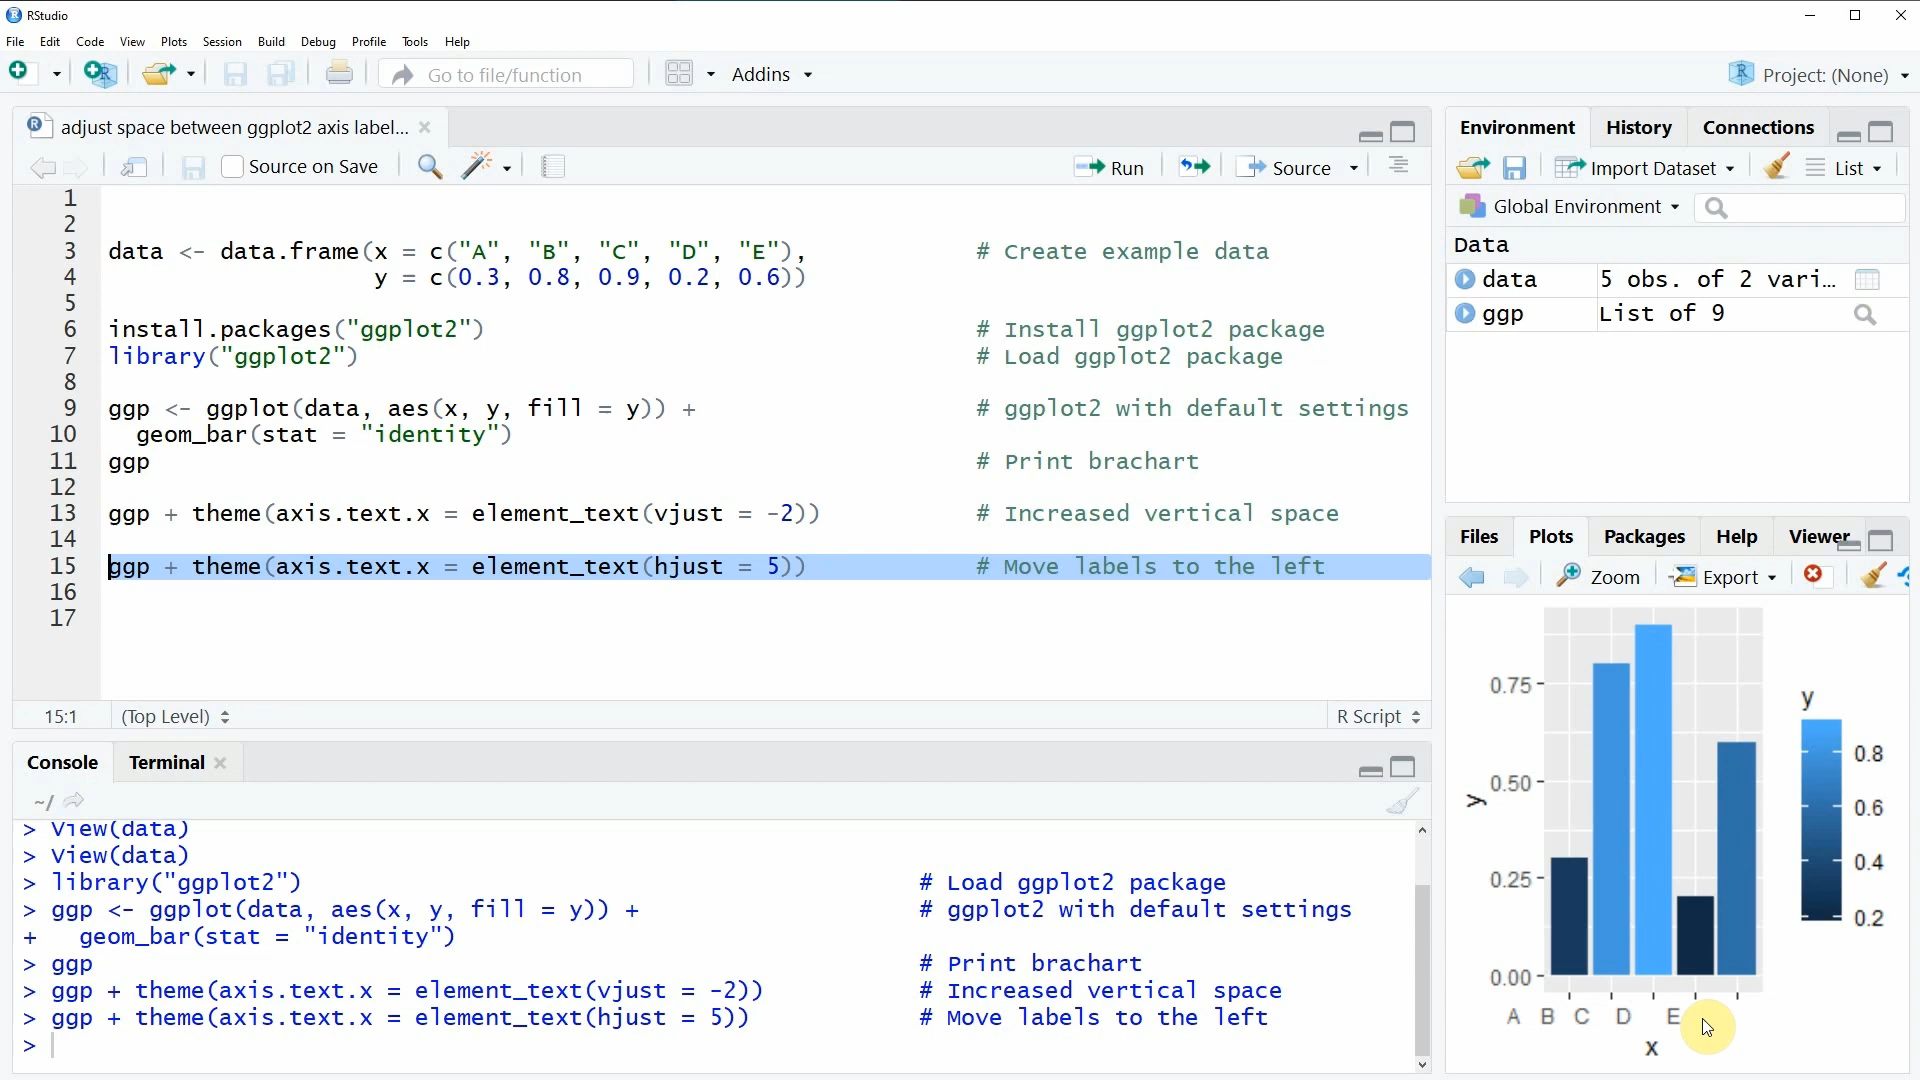 RStudio
File Edit Code View Plots Session Build Debug Profile Tools Help
Go to file/function Addins Project: (None)
adjust space between ggplot2 axis label...
Source on Save Run Source
1
2
3 data <- data.frame(x = c("A", "B", "C", "D", "E"), # Create example data
4 y = c(0.3, 0.8, 0.9, 0.2, 0.6))
5
6 install.packages("ggplot2") # Install ggplot2 package
7 library("ggplot2") # Load ggplot2 package
8
9 ggp <- ggplot(data, aes(x, y, fill = y)) + # ggplot2 with default settings
10 geom_bar(stat = "identity")
11 ggp # Print brachart
12
13 ggp + theme(axis.text.x = element_text(vjust = -2)) # Increased vertical space
14
15 ggp + theme(axis.text.x = element_text(hjust = 5)) # Move labels to the left
16
17
15:1 (Top Level) R Script
Console Terminal
~/
> View(data)
> View(data)
> library("ggplot2") # Load ggplot2 package
> ggp <- ggplot(data, aes(x, y, fill = y)) + # ggplot2 with default settings
+ geom_bar(stat = "identity")
> ggp # Print brachart
> ggp + theme(axis.text.x = element_text(vjust = -2)) # Increased vertical space
> ggp + theme(axis.text.x = element_text(hjust = 5)) # Move labels to the left
>
Environment History Connections
Import Dataset List
Global Environment
Data
data 5 obs. of 2 vari...
ggp List of 9
Files Plots Packages Help Viewer
Zoom Export
y
0.75
0.50
0.25
0.00
y
A B C D E
x
0.8
0.6
0.4
0.2